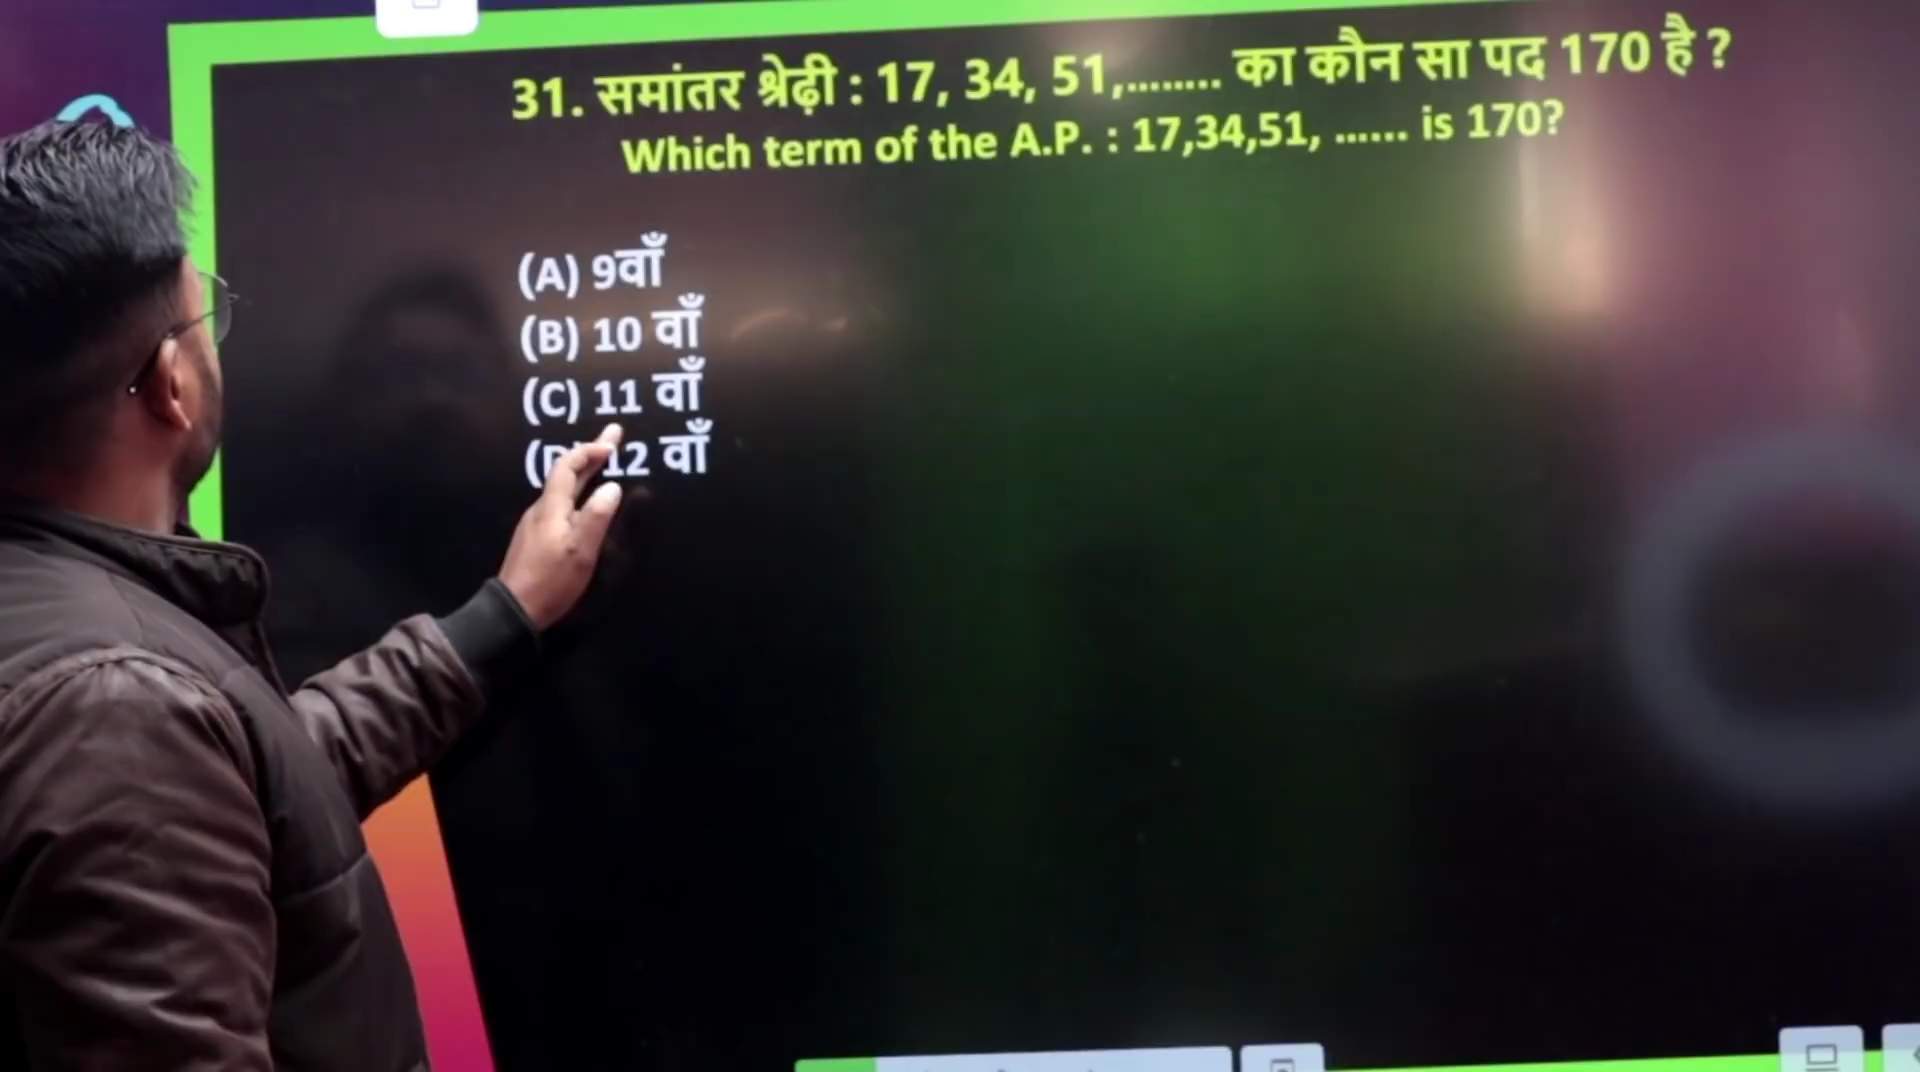 31. समांतर श्रेढ़ी : 17, 34, 51,........ का कौन सा पद 170 है ?
Which term of the A.P. : 17,34,51, ...... is 170?
(A) 9वाँ
(B) 10 वाँ
(C) 11 वाँ
12 वाँ